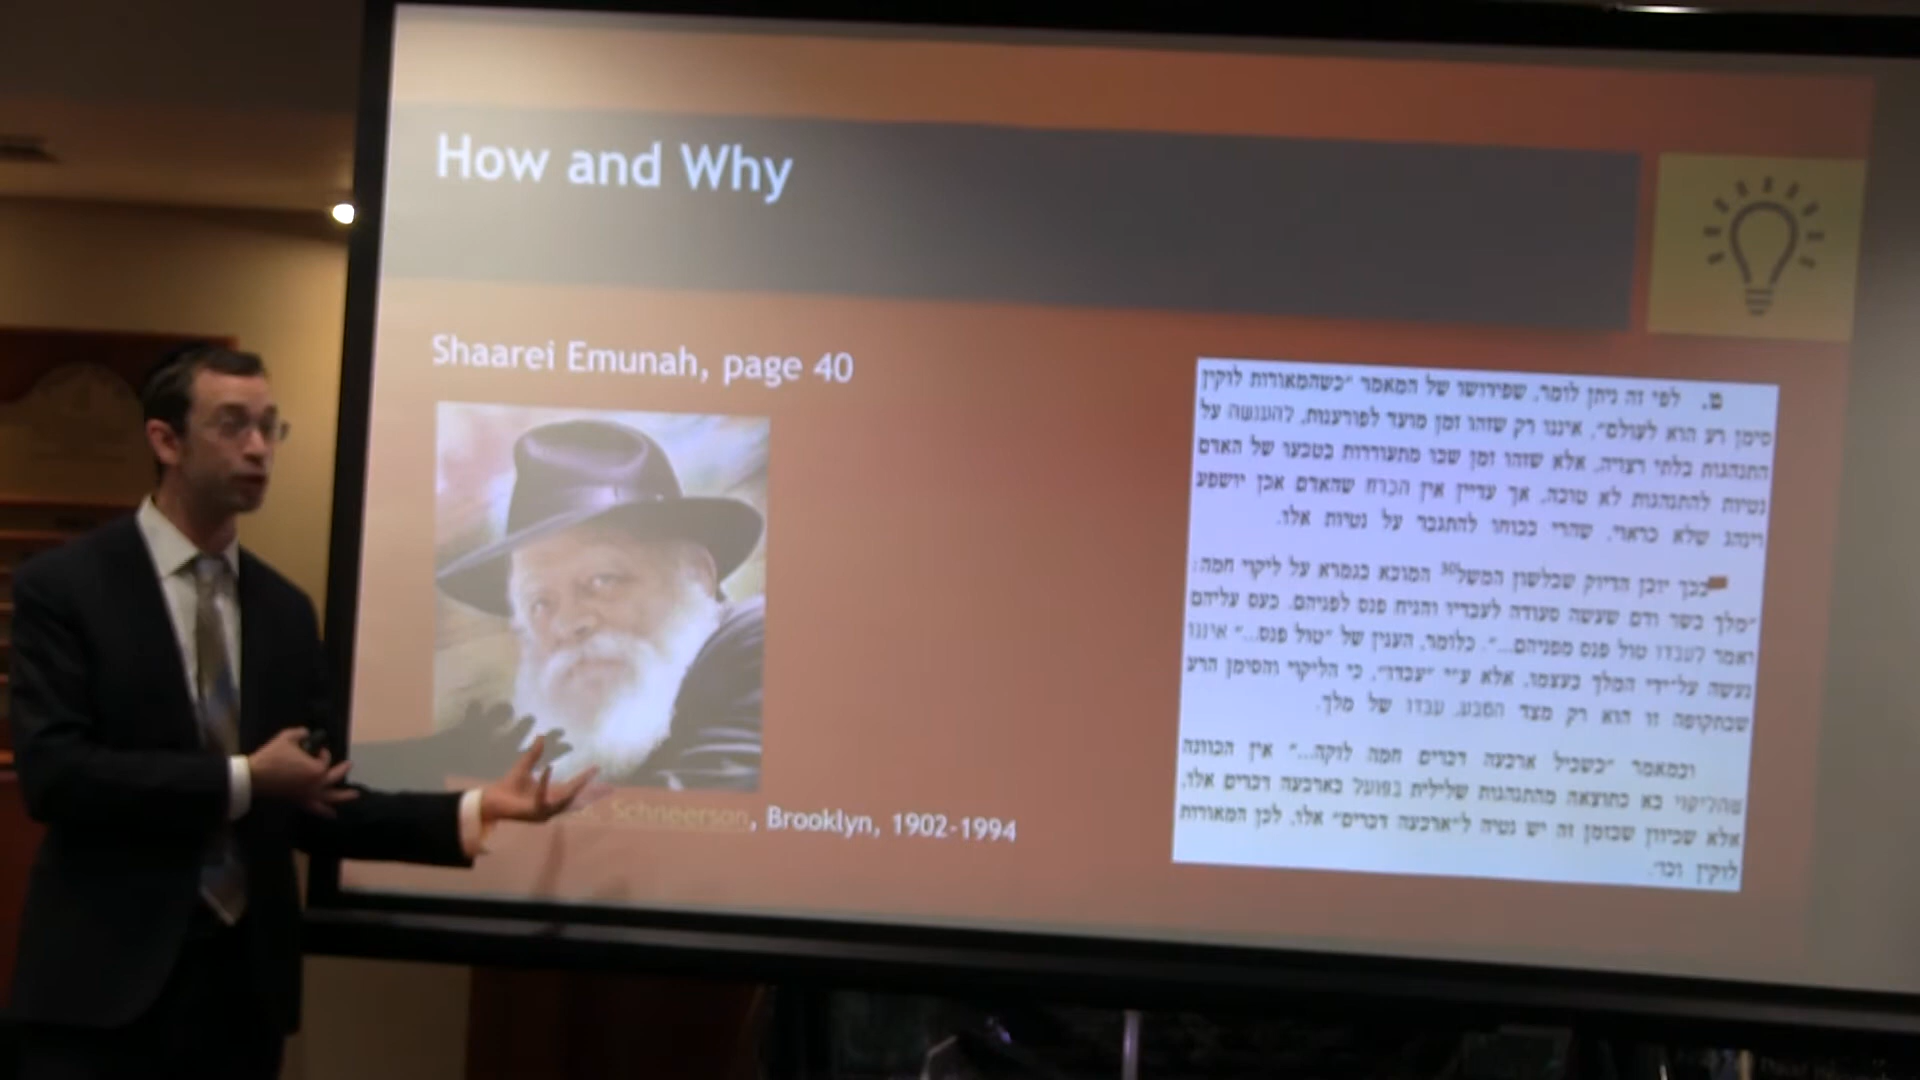 How and Why
Shaarei Emunah, page 40
Schneerson, Brooklyn, 1902-1994
ט. לפי זה ניתן לומר, שפירושו של המאמר "כשהמאורות לוקין
סימן רע הוא לעולם", איננו רק שזהו זמן מועד לפורענות, להענשה על
התנהגות בלתי רצויה, אלא שזהו זמן שבו מתעוררות בטבעו של האדם
נטיות להתנהגות לא טובה, אך עדיין אין הכרח שהאדם אכן יושפע
וינהג שלא כראוי, שהרי בכוחו להתגבר על נטיות אלו.
בכך יובן הדיוק שבלשון המשל30 המובא בגמרא על ליקוי חמה:
"מלך בשר ודם שעשה סעודה לעבדיו והניח פנס לפניהם. כעס עליהם
ואמר לעבדו טול פנס מפניהם...". כלומר, הענין של "טול פנס..." איננו
נעשה על־ידי המלך בעצמו, אלא ע"י "עבדו", כי הליקוי והסימן הרע
שבתקופה זו הוא רק מצד הטבע, עבדו של מלך.
ובמאמר "בשביל ארבעה דברים חמה לוקה..." אין הכוונה
שהליקוי בא כתוצאה מהתנהגות שלילית בפועל בארבעה דברים אלו,
אלא שכיוון שבזמן זה יש נטיה ל"ארבעה דברים" אלו, לכן המאורות
לוקין וכו'.